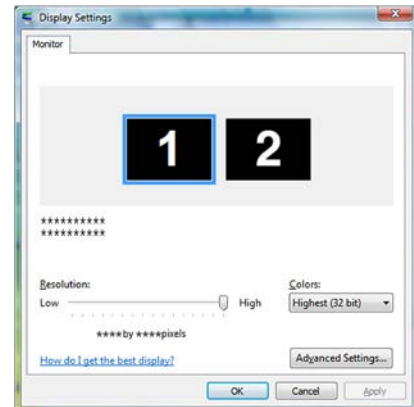 Display Settings
Monitor
1 2
**********
**********
Resolution: Colors:
Low High Highest (32 bit)
****by ****pixels
How do I get the best display? Advanced Settings...
OK Cancel Apply